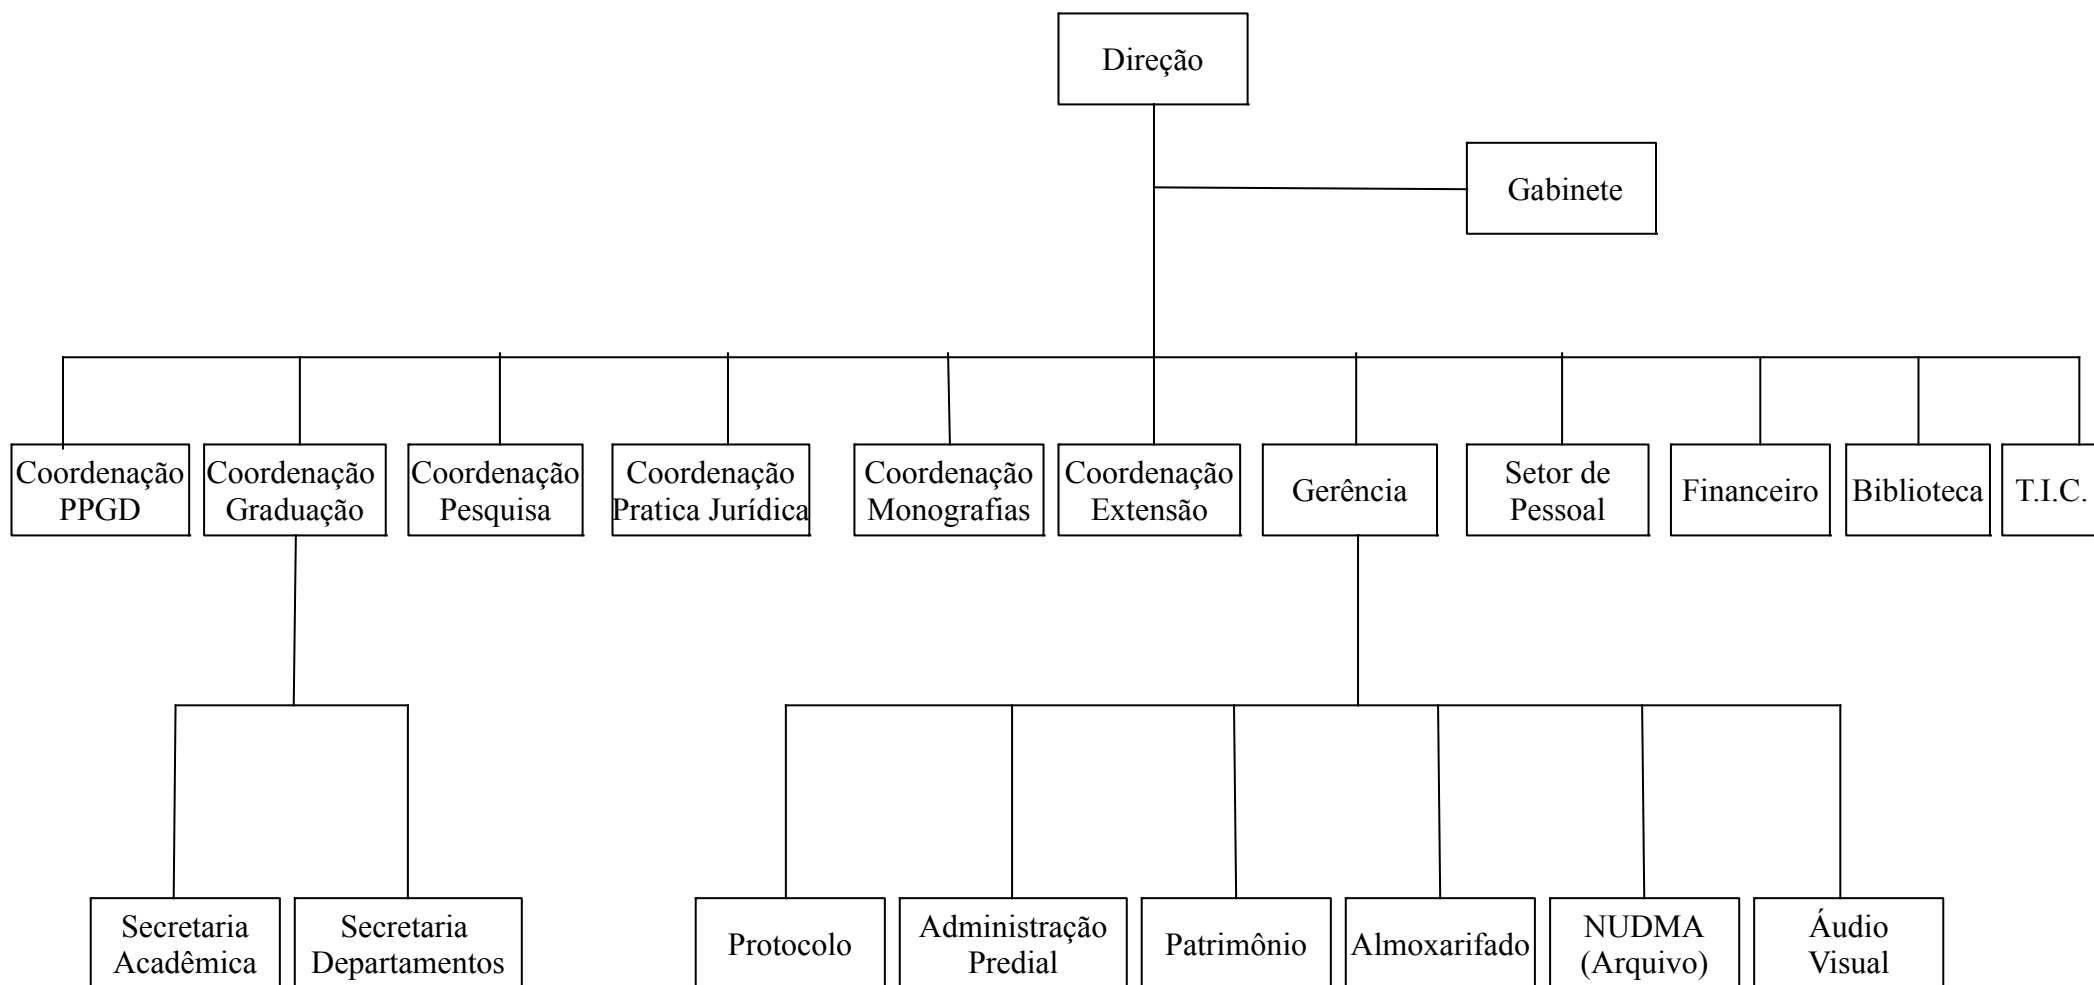 Direção
Gabinete
Coordenação
PPGD
Coordenação
Graduação
Coordenação
Pesquisa
Coordenação
Pratica Jurídica
Coordenação
Monografias
Coordenação
Extensão
Gerência
Setor de
Pessoal
Financeiro
Biblioteca
T.I.C.
Secretaria
Acadêmica
Secretaria
Departamentos
Protocolo
Administração
Predial
Patrimônio
Almoxarifado
NUDMA
(Arquivo)
Áudio
Visual